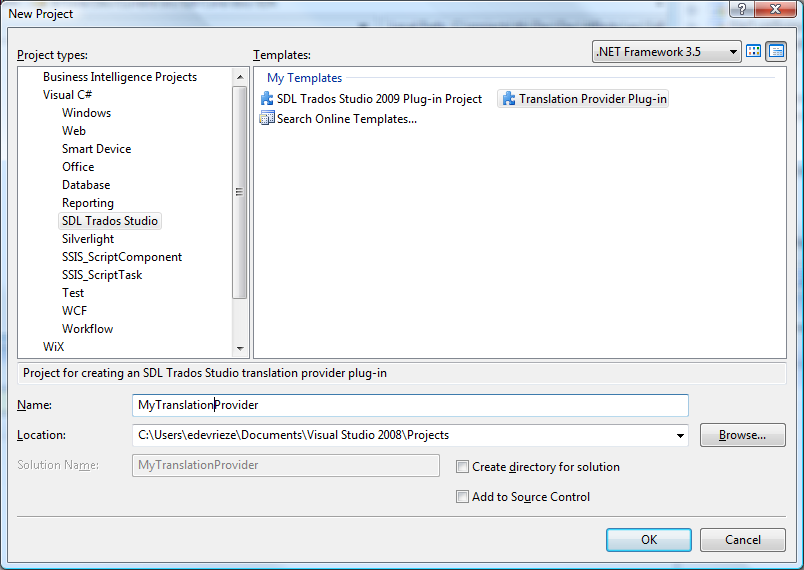 New Project
Project types:
Templates:
.NET Framework 3.5
Business Intelligence Projects
Visual C#
Windows
Web
Smart Device
Office
Database
Reporting
SDL Trados Studio
Silverlight
SSIS_ScriptComponent
SSIS_ScriptTask
Test
WCF
Workflow
WiX
My Templates
SDL Trados Studio 2009 Plug-in Project
Translation Provider Plug-in
Search Online Templates...
Project for creating an SDL Trados Studio translation provider plug-in
Name:
MyTranslationProvider
Location:
C:\Users\edevrieze\Documents\Visual Studio 2008\Projects
Browse...
Solution Name:
MyTranslationProvider
Create directory for solution
Add to Source Control
OK
Cancel